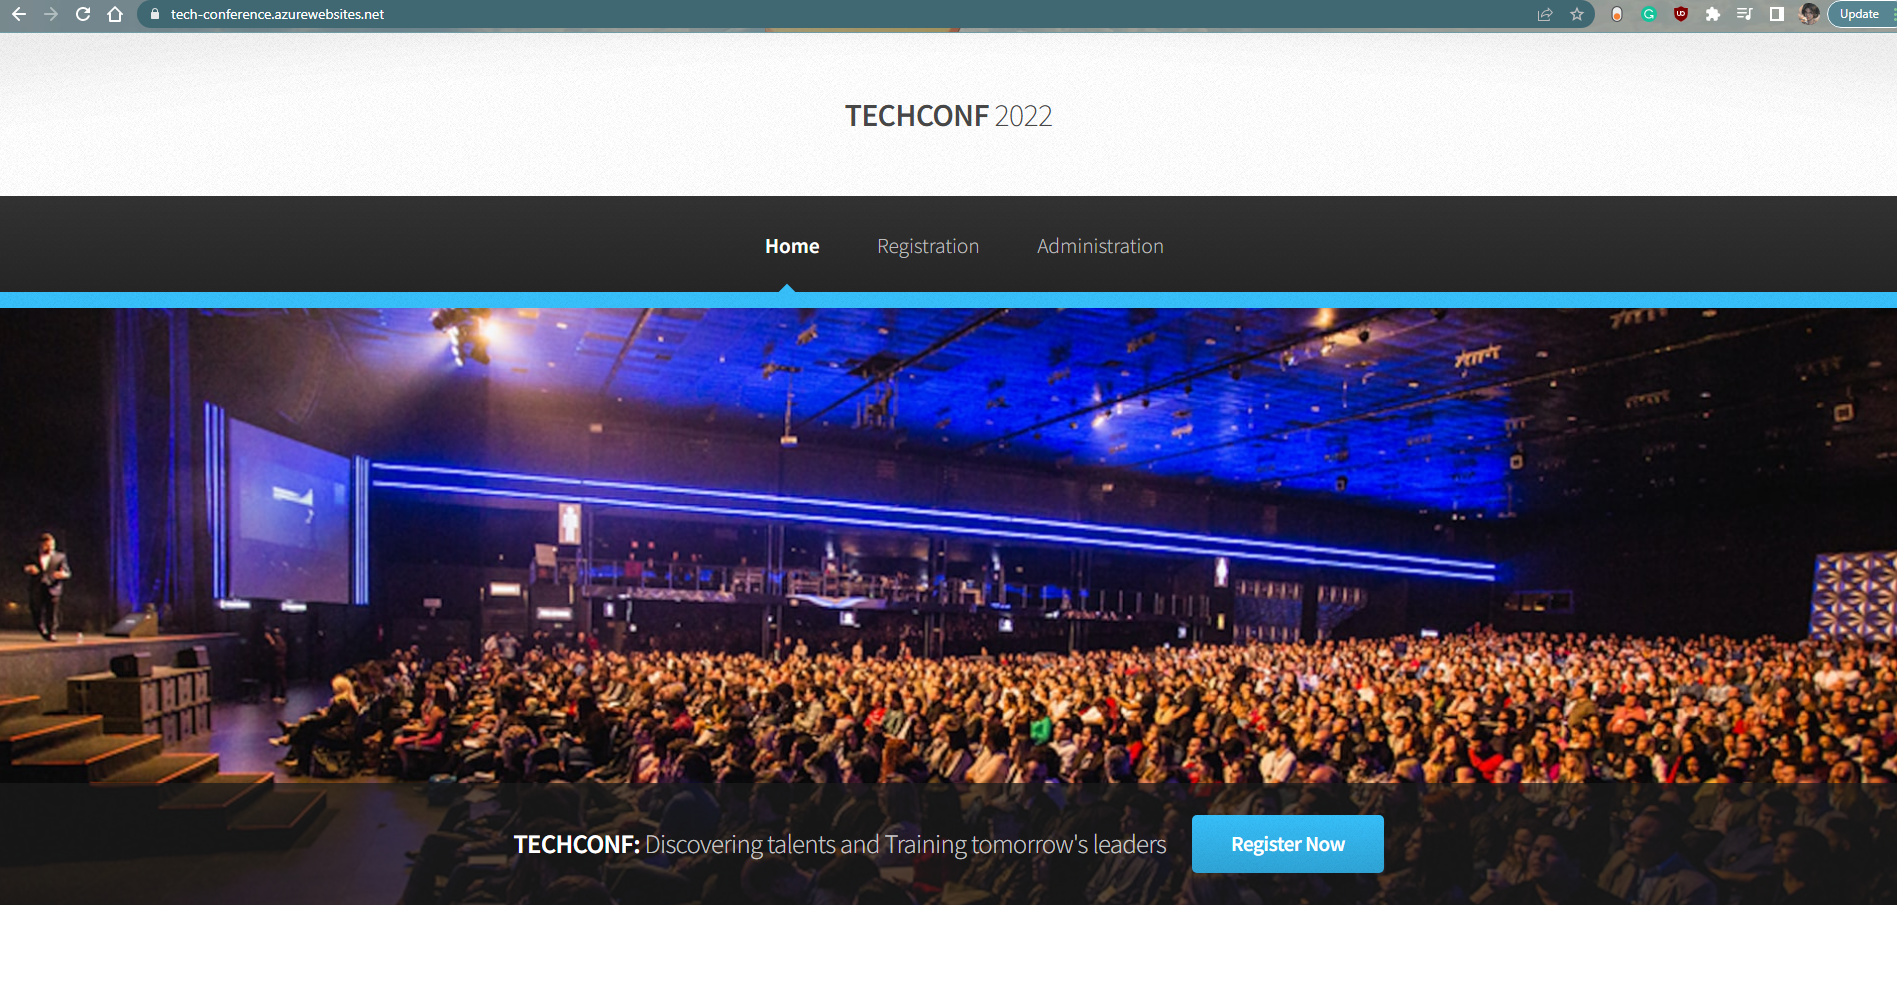 tech-conference.azurewebsites.net
Update
TECHCONF 2022
Home Registration Administration
TECHCONF: Discovering talents and Training tomorrow's leaders
Register Now